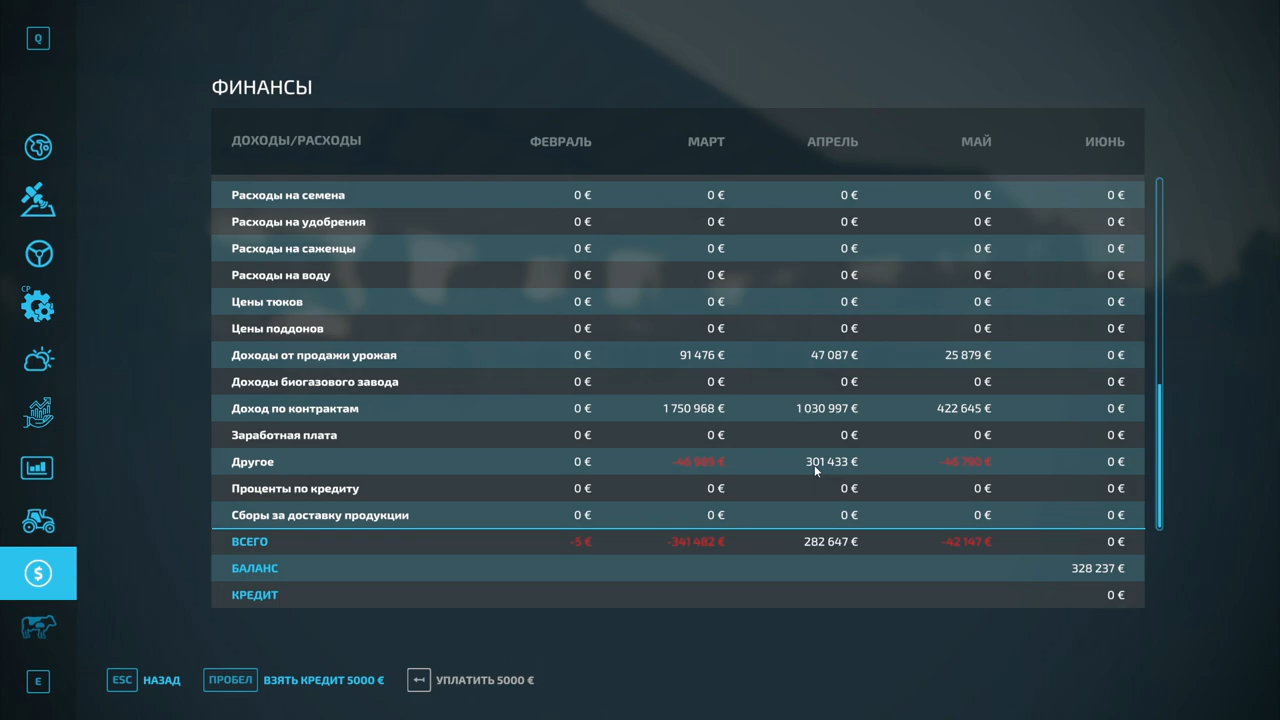 Q
ФИНАНСЫ
ДОХОДЫ/РАСХОДЫ ФЕВРАЛЬ МАРТ АПРЕЛЬ МАЙ ИЮНЬ
Расходы на семена 0 € 0 € 0 € 0 € 0 €
Расходы на удобрения 0 € 0 € 0 € 0 € 0 €
Расходы на саженцы 0 € 0 € 0 € 0 € 0 €
Расходы на воду 0 € 0 € 0 € 0 € 0 €
Цены тюков 0 € 0 € 0 € 0 € 0 €
CP
Цены поддонов 0 € 0 € 0 € 0 € 0 €
Доходы от продажи урожая 0 € 91 476 € 47 087 € 25 879 € 0 €
Доходы биогазового завода 0 € 0 € 0 € 0 € 0 €
Доход по контрактам 0 € 1 750 968 € 1 030 997 € 422 645 € 0 €
Заработная плата 0 € 0 € 0 € 0 € 0 €
Другое 0 € -46 989 € 301 433 € -46 790 € 0 €
Проценты по кредиту 0 € 0 € 0 € 0 € 0 €
Сборы за доставку продукции 0 € 0 € 0 € 0 € 0 €
ВСЕГО -5 € -341 482 € 282 647 € -42 147 € 0 €
БАЛАНС 328 237 €
КРЕДИТ 0 €
E
ESC НАЗАД ПРОБЕЛ ВЗЯТЬ КРЕДИТ 5000 € УПЛАТИТЬ 5000 €